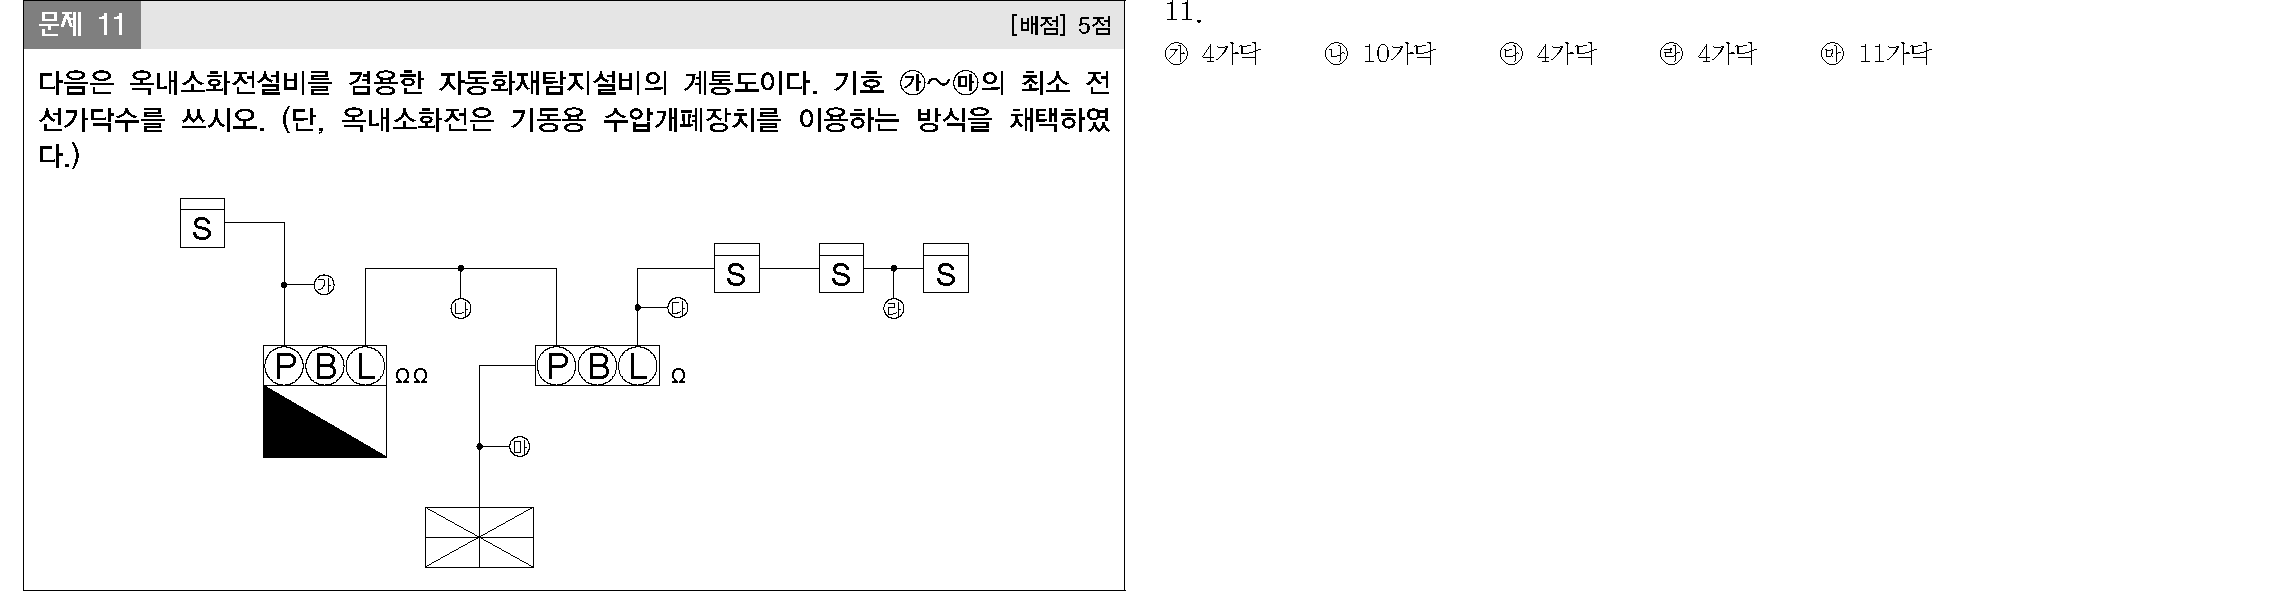 문제 11 [배점] 5점
다음은 옥내소화전설비를 겸용한 자동화재탐지설비의 계통도이다. 기호 ㉮~㉲의 최소 전
선가닥수를 쓰시오. (단, 옥내소화전은 기동용 수압개폐장치를 이용하는 방식을 채택하였
다.)
S
㉮
S S S
㉯
㉰
㉱
P B L ΩΩ
P B L Ω
㉲
11.
㉮ 4가닥 ㉯ 10가닥 ㉰ 4가닥 ㉱ 4가닥 ㉲ 11가닥